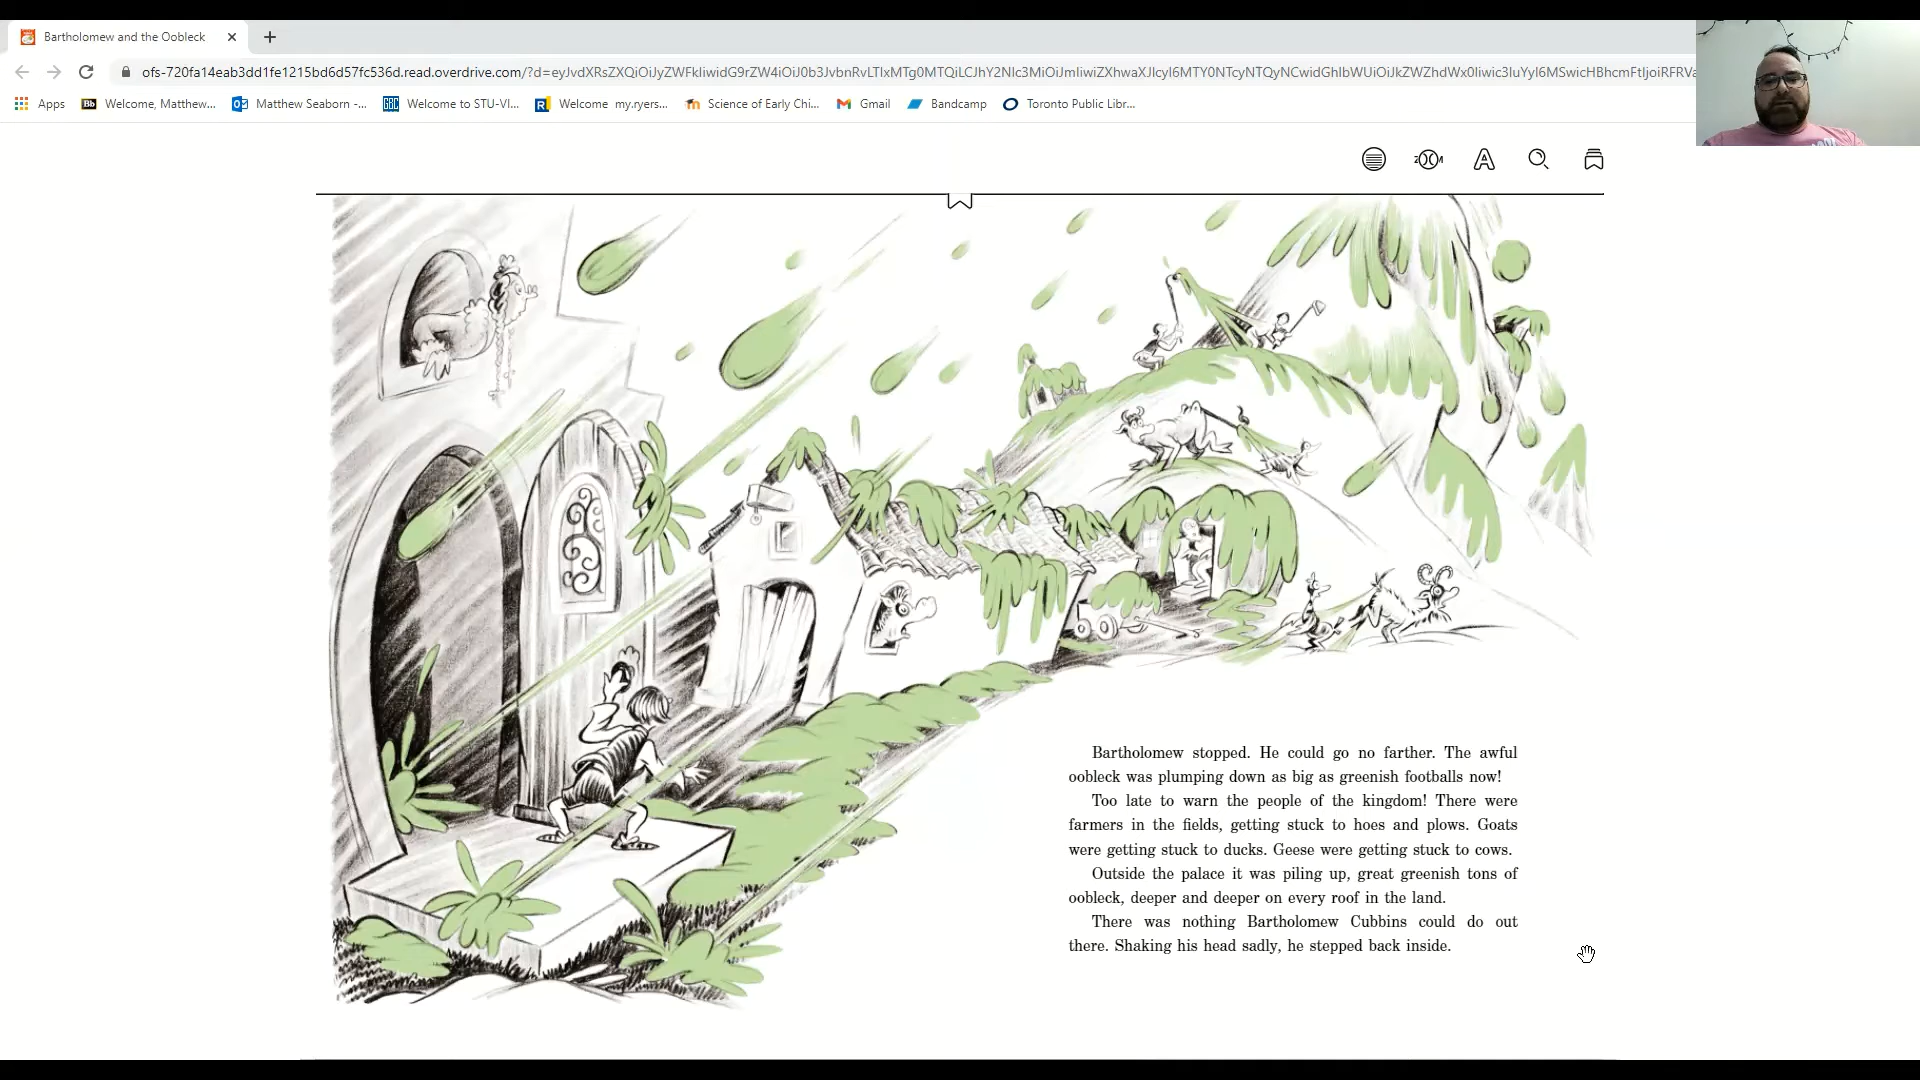 Bartholomew and the Oobleck
Apps
Welcome, Matthew...
Matthew Seaborn -...
Welcome to STU-VI...
Welcome my.ryers...
Science of Early Chi...
Gmail
Bandcamp
Toronto Public Libr...
Bartholomew stopped. He could go no farther. The awful
oobleck was plumping down as big as greenish footballs now!
Too late to warn the people of the kingdom! There were
farmers in the fields, getting stuck to hoes and plows. Goats
were getting stuck to ducks. Geese were getting stuck to cows.
Outside the palace it was piling up, great greenish tons of
oobleck, deeper and deeper on every roof in the land.
There was nothing Bartholomew Cubbins could do out
there. Shaking his head sadly, he stepped back inside.